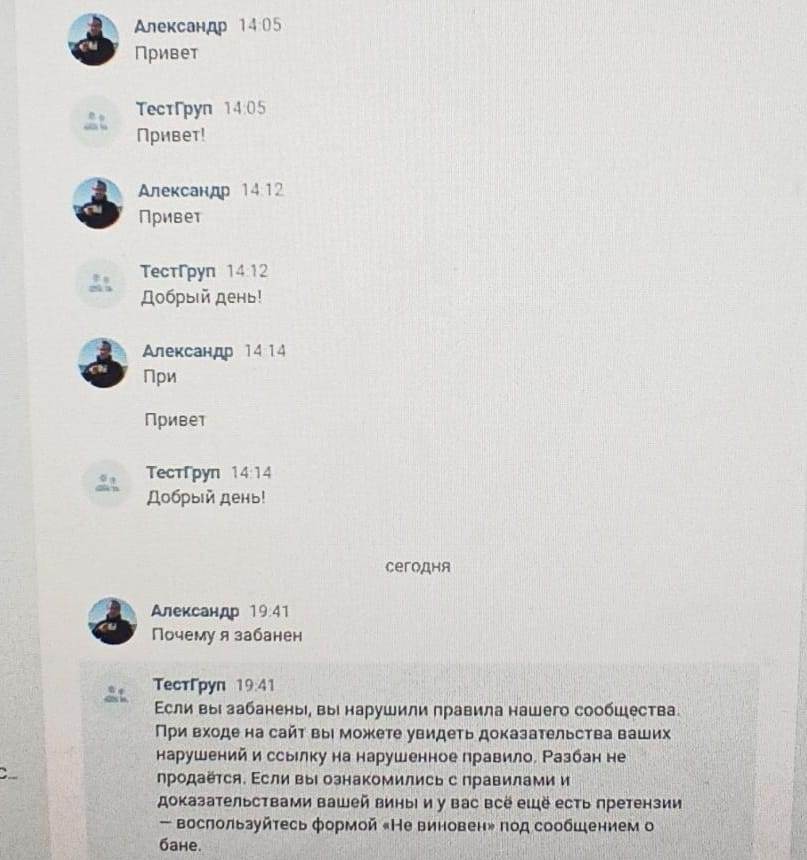 Александр 14:05
Привет
ТестГруп 14:05
Привет!
Александр 14:12
Привет
ТестГруп 14:12
Добрый день!
Александр 14:14
При
Привет
ТестГруп 14:14
Добрый день!
сегодня
Александр 19:41
Почему я забанен
ТестГруп 19:41
Если вы забанены, вы нарушили правила нашего сообщества.
При входе на сайт вы можете увидеть доказательства ваших
нарушений и ссылку на нарушенное правило. Разбан не
продаётся. Если вы ознакомились с правилами и
доказательствами вашей вины и у вас всё ещё есть претензии
— воспользуйтесь формой «Не виновен» под сообщением о
бане.